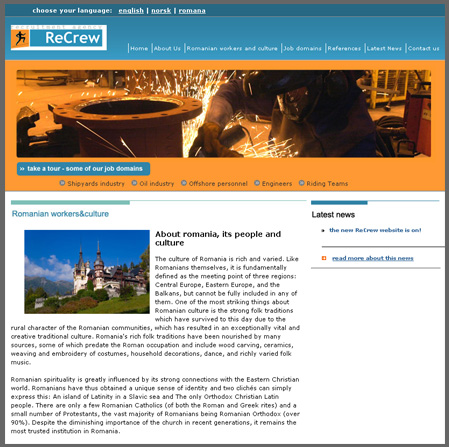 choose your language: english | norsk | romana
ReCrew
Home | About Us | Romanian workers and culture | Job domains | References | Latest News | Contact us
» take a tour - some of our job domains
Shipyards industry Oil industry Offshore personnel Engineers Riding Teams
Romanian workers&culture
About romania, its people and
culture
The culture of Romania is rich and varied. Like
Romanians themselves, it is fundamentally
defined as the meeting point of three regions:
Central Europe, Eastern Europe, and the
Balkans, but cannot be fully included in any of
them. One of the most striking things about
Romanian culture is the strong folk traditions
which have survived to this day due to the
rural character of the Romanian communities, which has resulted in an exceptionally vital and
creative traditional culture. Romania's rich folk traditions have been nourished by many
sources, some of which predate the Roman occupation and include wood carving, ceramics,
weaving and embroidery of costumes, household decorations, dance, and richly varied folk
music.
Romanian spirituality is greatly influenced by its strong connections with the Eastern Christian
world. Romanians have thus obtained a unique sense of identity and two clichés can simply
express this: An island of Latinity in a Slavic sea and The only Orthodox Christian Latin
people. There are only a few Romanian Catholics (of both the Roman and Greek rites) and a
small number of Protestants, the vast majority of Romanians being Romanian Orthodox (over
90%). Despite the diminishing importance of the church in recent generations, it remains the
most trusted institution in Romania.
Latest news
» the new ReCrew website is on!
read more about this news